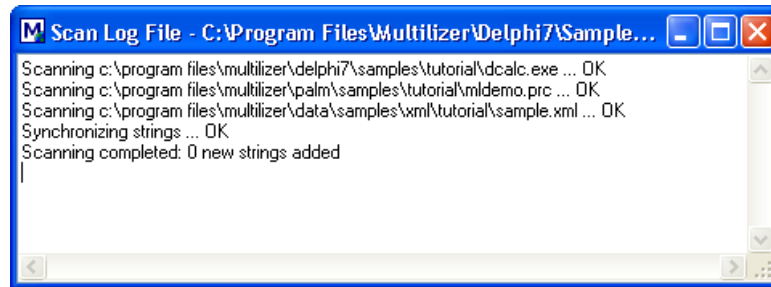 Scan Log File - C:\Program Files\Multilizer\Delphi7\Sample...
Scanning c:\program files\multilizer\delphi7\samples\tutorial\dcalc.exe ... OK
Scanning c:\program files\multilizer\palm\samples\tutorial\mldemo.prc ... OK
Scanning c:\program files\multilizer\data\samples\xml\tutorial\sample.xml ... OK
Synchronizing strings ... OK
Scanning completed: 0 new strings added